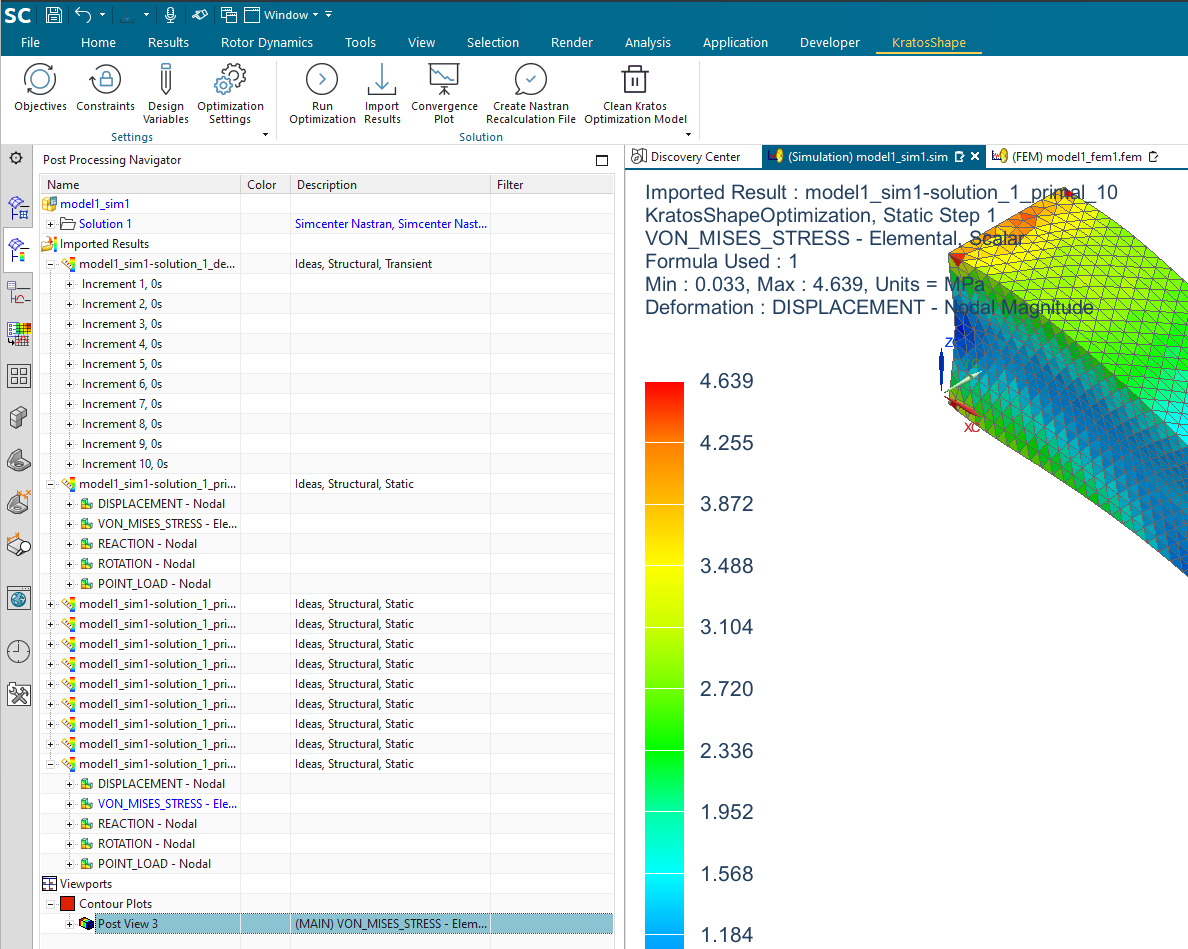 SC Window
File Home Results Rotor Dynamics Tools View Selection Render Analysis Application Developer KratosShape
Objectives Constraints Design Variables Optimization Settings Run Optimization Import Results Convergence Plot Create Nastran Recalculation File Clean Kratos Optimization Model
Settings Solution
Post Processing Navigator
Name Color Description Filter
model1_sim1
Solution 1 Simcenter Nastran, Simcenter Nast...
Imported Results
model1_sim1-solution_1_de... Ideas, Structural, Transient
Increment 1, 0s
Increment 2, 0s
Increment 3, 0s
Increment 4, 0s
Increment 5, 0s
Increment 6, 0s
Increment 7, 0s
Increment 8, 0s
Increment 9, 0s
Increment 10, 0s
model1_sim1-solution_1_pri... Ideas, Structural, Static
DISPLACEMENT - Nodal
VON_MISES_STRESS - Ele...
REACTION - Nodal
ROTATION - Nodal
POINT_LOAD - Nodal
model1_sim1-solution_1_pri... Ideas, Structural, Static
model1_sim1-solution_1_pri... Ideas, Structural, Static
model1_sim1-solution_1_pri... Ideas, Structural, Static
model1_sim1-solution_1_pri... Ideas, Structural, Static
model1_sim1-solution_1_pri... Ideas, Structural, Static
model1_sim1-solution_1_pri... Ideas, Structural, Static
model1_sim1-solution_1_pri... Ideas, Structural, Static
model1_sim1-solution_1_pri... Ideas, Structural, Static
model1_sim1-solution_1_pri... Ideas, Structural, Static
DISPLACEMENT - Nodal
VON_MISES_STRESS - Ele...
REACTION - Nodal
ROTATION - Nodal
POINT_LOAD - Nodal
Viewports
Contour Plots
Post View 3 (MAIN) VON_MISES_STRESS - Elem...
Discovery Center (Simulation) model1_sim1.sim (FEM) model1_fem1.fem
Imported Result : model1_sim1-solution_1_primal_10
KratosShapeOptimization, Static Step 1
VON_MISES_STRESS - Elemental, Scalar
Formula Used : 1
Min : 0.033, Max : 4.639, Units = MPa
Deformation : DISPLACEMENT - Nodal Magnitude
XC
4.639
4.255
3.872
3.488
3.104
2.720
2.336
1.952
1.568
1.184